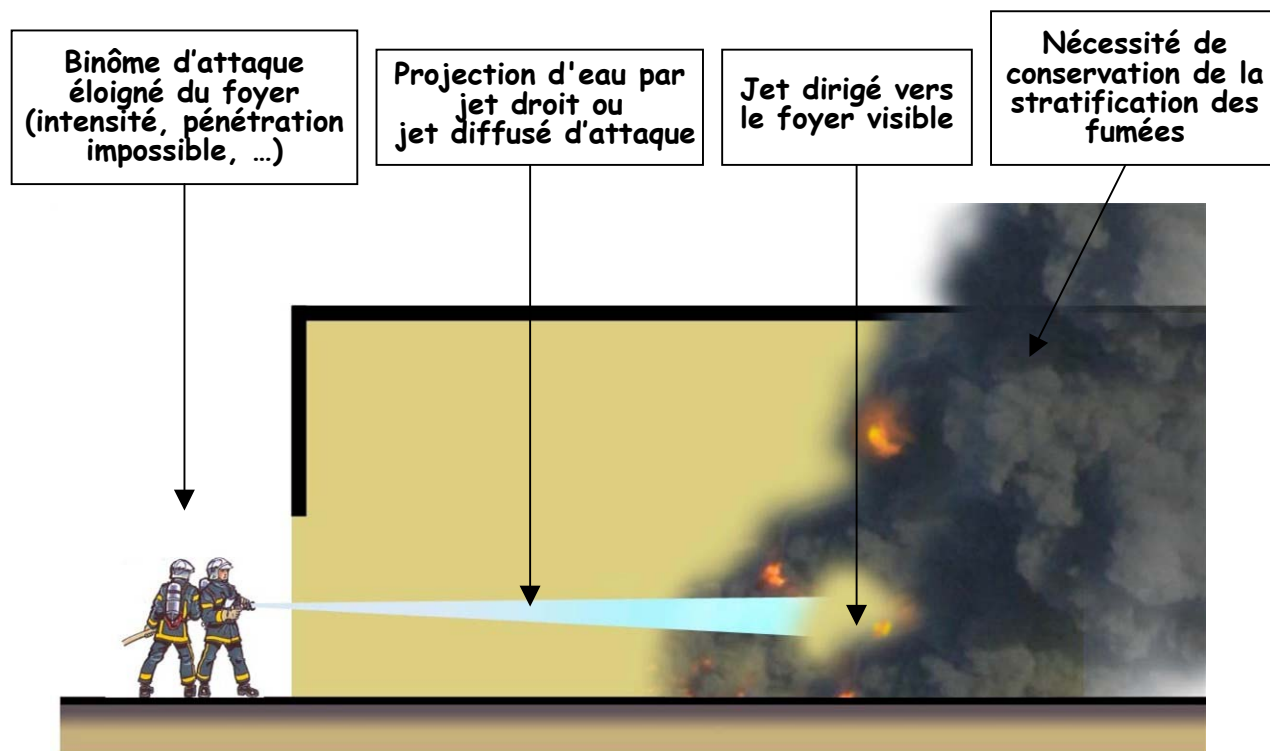 Binôme d'attaque
éloigné du foyer
(intensité, pénétration
impossible, …)
Projection d'eau par
jet droit ou
jet diffusé d'attaque
Jet dirigé vers
le foyer visible
Nécessité de
conservation de la
stratification des
fumées